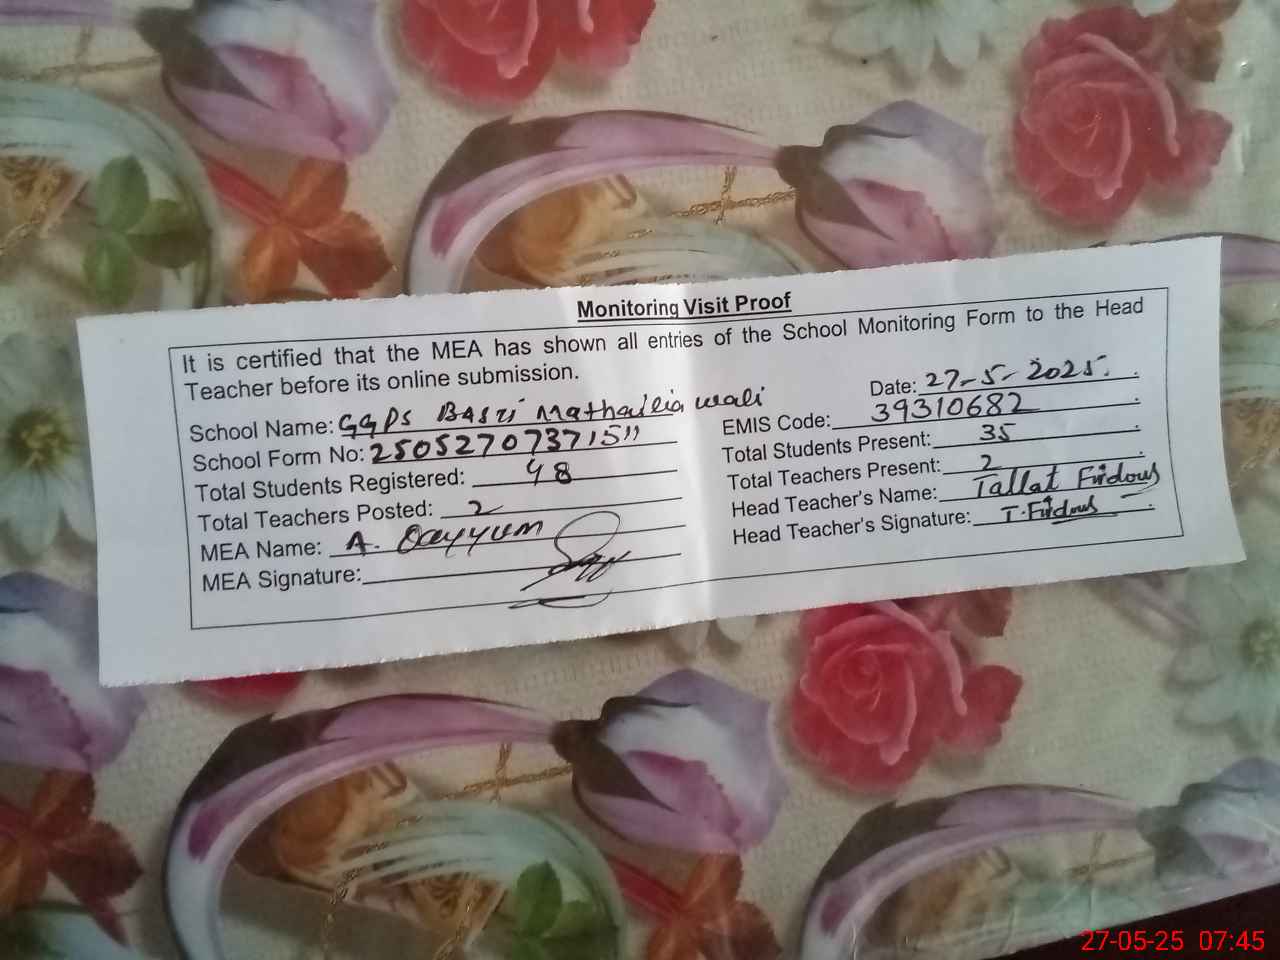 Monitoring Visit Proof
It is certified that the MEA has shown all entries of the School Monitoring Form to the Head
Teacher before its online submission.
Date: 27-5-2025.
School Name: GGPS Basti wali
EMIS Code: 39310682
School Form No: 25052707371511
Total Students Present: 35
Total Students Registered: 48
Total Teachers Present: 2
Total Teachers Posted: 2
Head Teacher's Name: Tallat Firdous
MEA Name: A. Qayyum
Head Teacher's Signature: T.Firdous
MEA Signature:
27-05-25 07:45